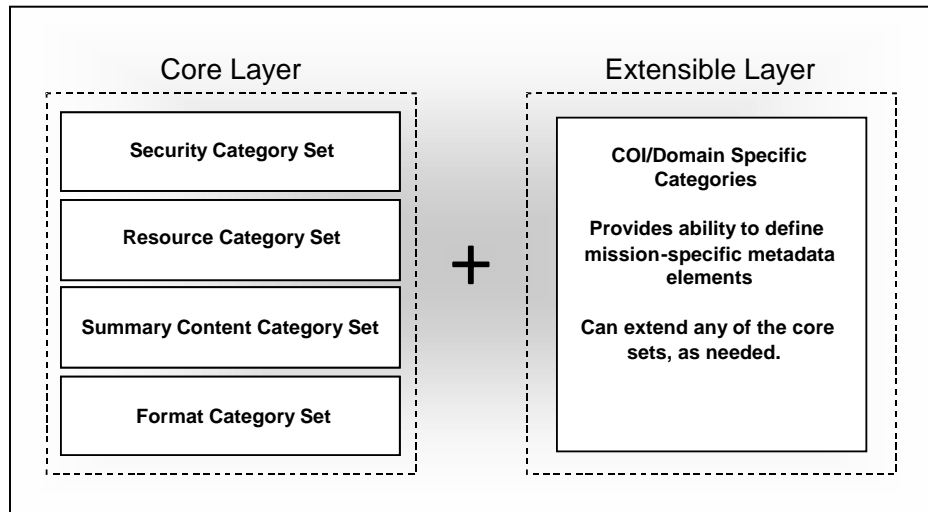 Core Layer
Security Category Set
Resource Category Set
Summary Content Category Set
Format Category Set
+
Extensible Layer
COI/Domain Specific
Categories
Provides ability to define
mission-specific metadata
elements
Can extend any of the core
sets, as needed.